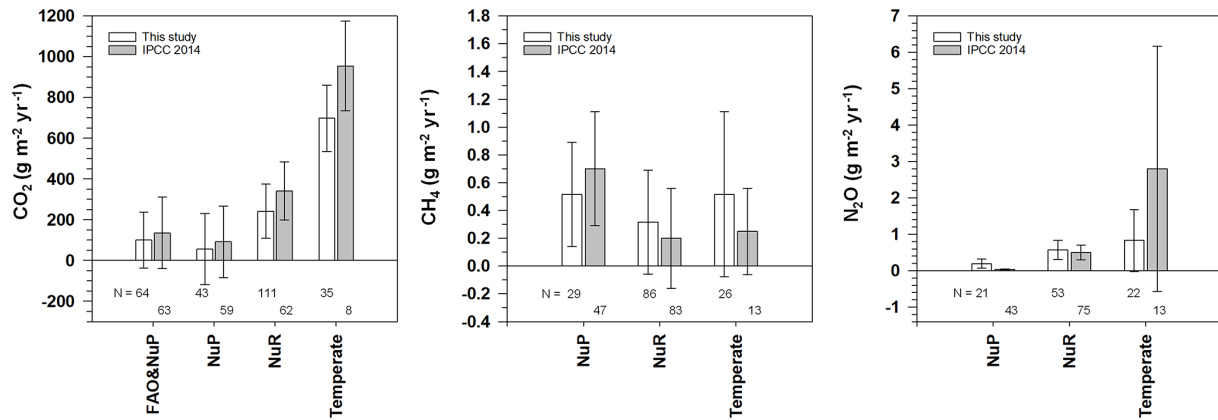 1200
1000
800
600
400
200
0
-200
CO2 (g m-2 yr-1)
This study
IPCC 2014
N = 64 43 111 35
63 59 62 8
FAO&NuP
NuP
NuR
Temperate
1.8
1.6
1.4
1.2
1.0
0.8
0.6
0.4
0.2
0.0
-0.2
-0.4
CH4 (g m-2 yr-1)
This study
IPCC 2014
N = 29 86 26
47 83 13
NuP
NuR
Temperate
7
6
5
4
3
2
1
0
-1
N2O (g m-2 yr-1)
This study
IPCC 2014
N = 21 53 22
43 75 13
NuP
NuR
Temperate